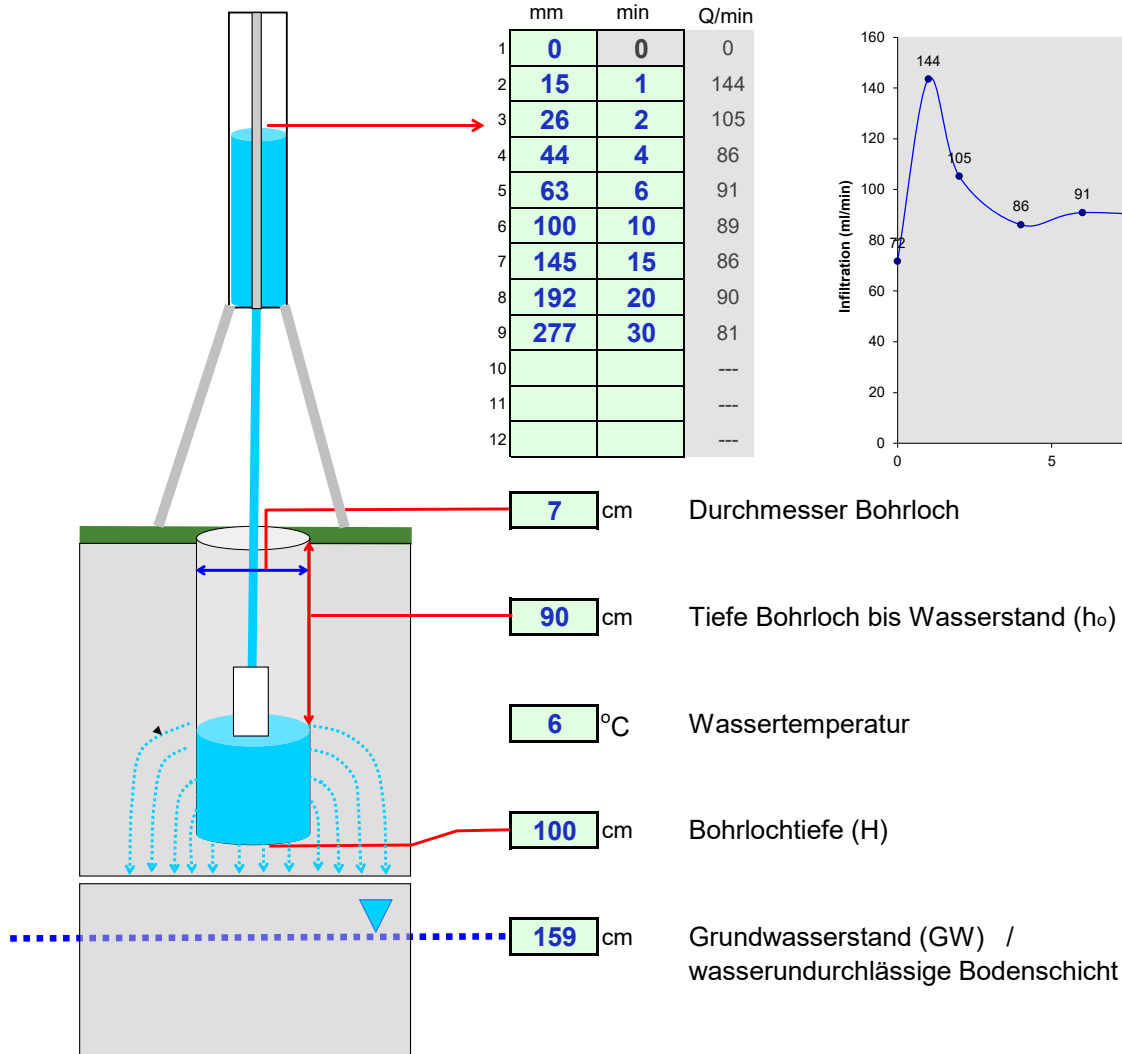 mm min Q/min
1 0 0 0
2 15 1 144
3 26 2 105
4 44 4 86
5 63 6 91
6 100 10 89
7 145 15 86
8 192 20 90
9 277 30 81
10 ---
11 ---
12 ---
Infiltration (ml/min)
160
140
120
100
80
60
40
20
0
0 5
72
144
105
86
91
7 cm Durchmesser Bohrloch
90 cm Tiefe Bohrloch bis Wasserstand (ho)
6 °C Wassertemperatur
100 cm Bohrlochtiefe (H)
159 cm Grundwasserstand (GW) /
wasserundurchlässige Bodenschicht